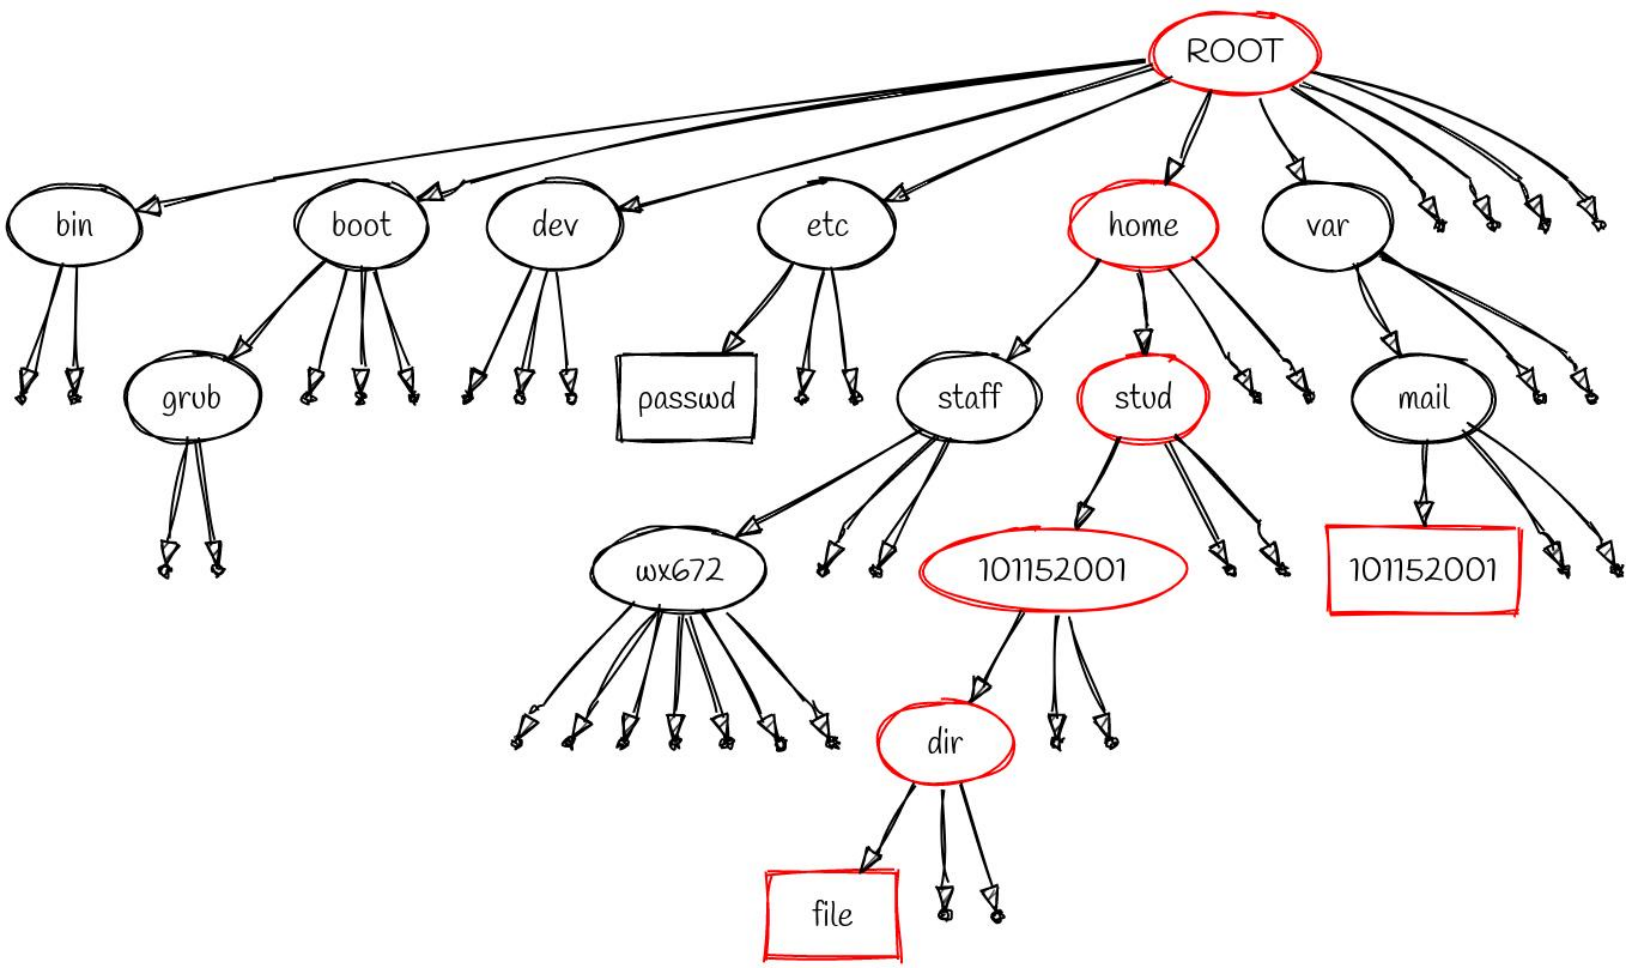 ROOT
bin
boot
dev
etc
home
var
grub
passwd
staff
stud
mail
wx672
101152001
101152001
dir
file